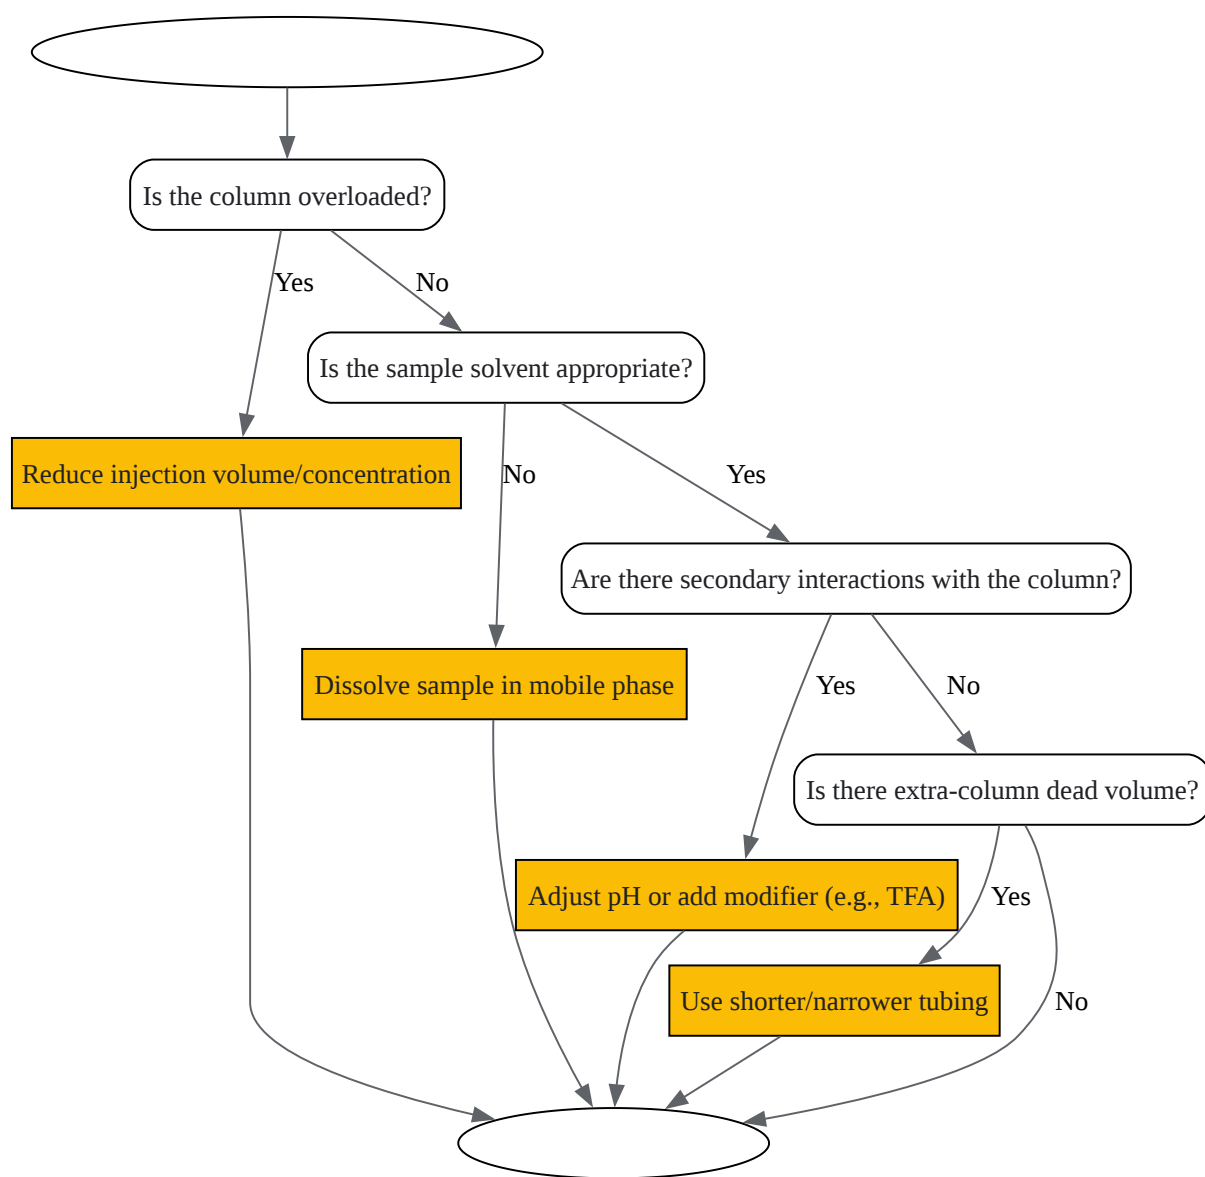 Is the column overloaded?
Yes
No
Is the sample solvent appropriate?
Reduce injection volume/concentration
No
Yes
Are there secondary interactions with the column?
Dissolve sample in mobile phase
Yes
No
Is there extra-column dead volume?
Adjust pH or add modifier (e.g., TFA)
Yes
Use shorter/narrower tubing
No